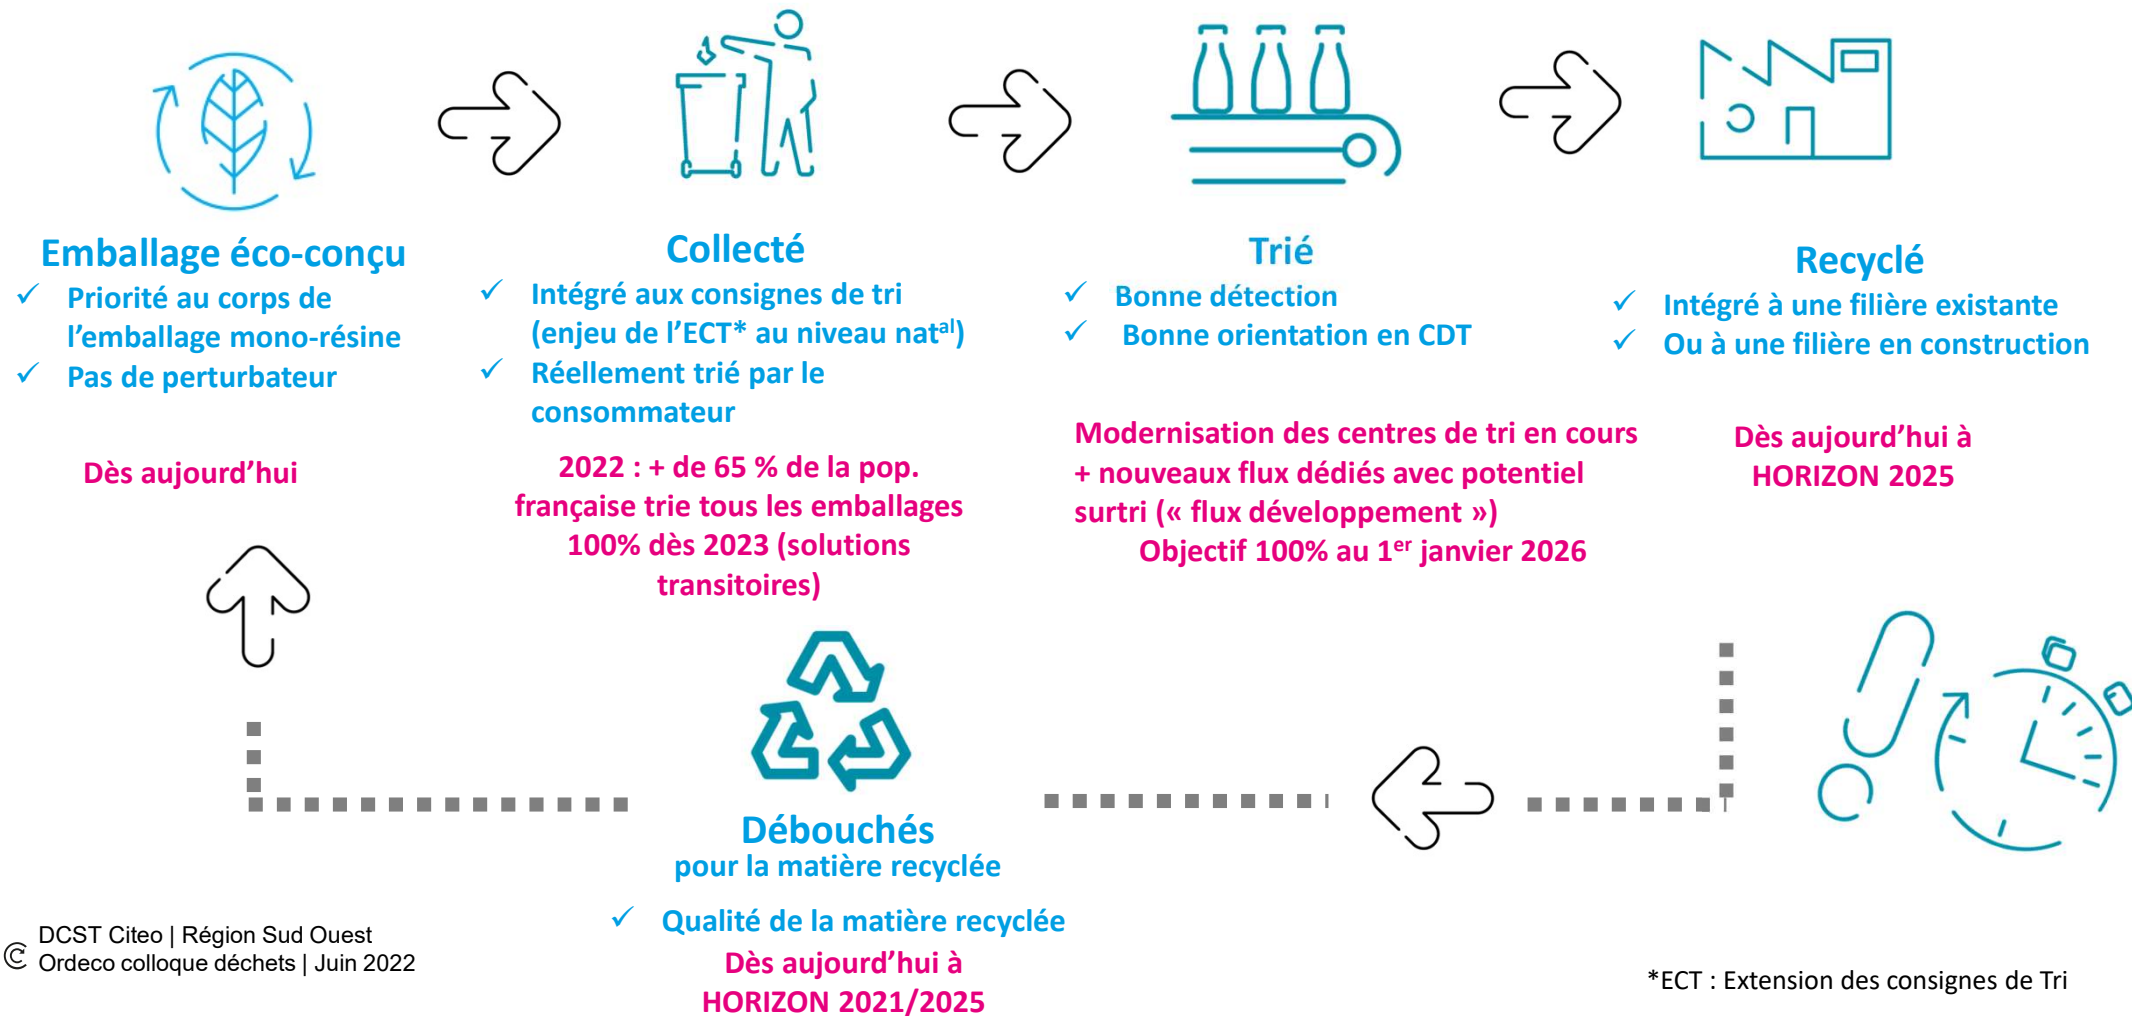 Emballage éco-conçu
✓ Priorité au corps de
l'emballage mono-résine
✓ Pas de perturbateur
Dès aujourd'hui
Collecté
✓ Intégré aux consignes de tri
(enjeu de l'ECT* au niveau natal)
✓ Réellement trié par le
consommateur
2022 : + de 65 % de la pop.
française trie tous les emballages
100% dès 2023 (solutions
transitoires)
Trié
✓ Bonne détection
✓ Bonne orientation en CDT
Modernisation des centres de tri en cours
+ nouveaux flux dédiés avec potentiel
surtri (« flux développement »)
Objectif 100% au 1er janvier 2026
Recyclé
✓ Intégré à une filière existante
✓ Ou à une filière en construction
Dès aujourd'hui à
HORIZON 2025
Débouchés
pour la matière recyclée
✓ Qualité de la matière recyclée
Dès aujourd'hui à
HORIZON 2021/2025
DCST Citeo | Région Sud Ouest
Ordeco colloque déchets | Juin 2022
*ECT : Extension des consignes de Tri